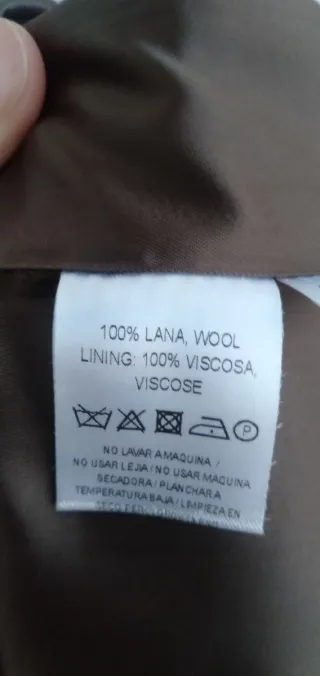 100% LANA, WOOL
LINING: 100% VISCOSA,
VISCOSE
P
NO LAVAR A MAQUINA /
NO USAR LEJIA / NO USAR MAQUINA
SECADORA / PLANCHAR A
TEMPERATURA BAJA / LIMPIEZA EN